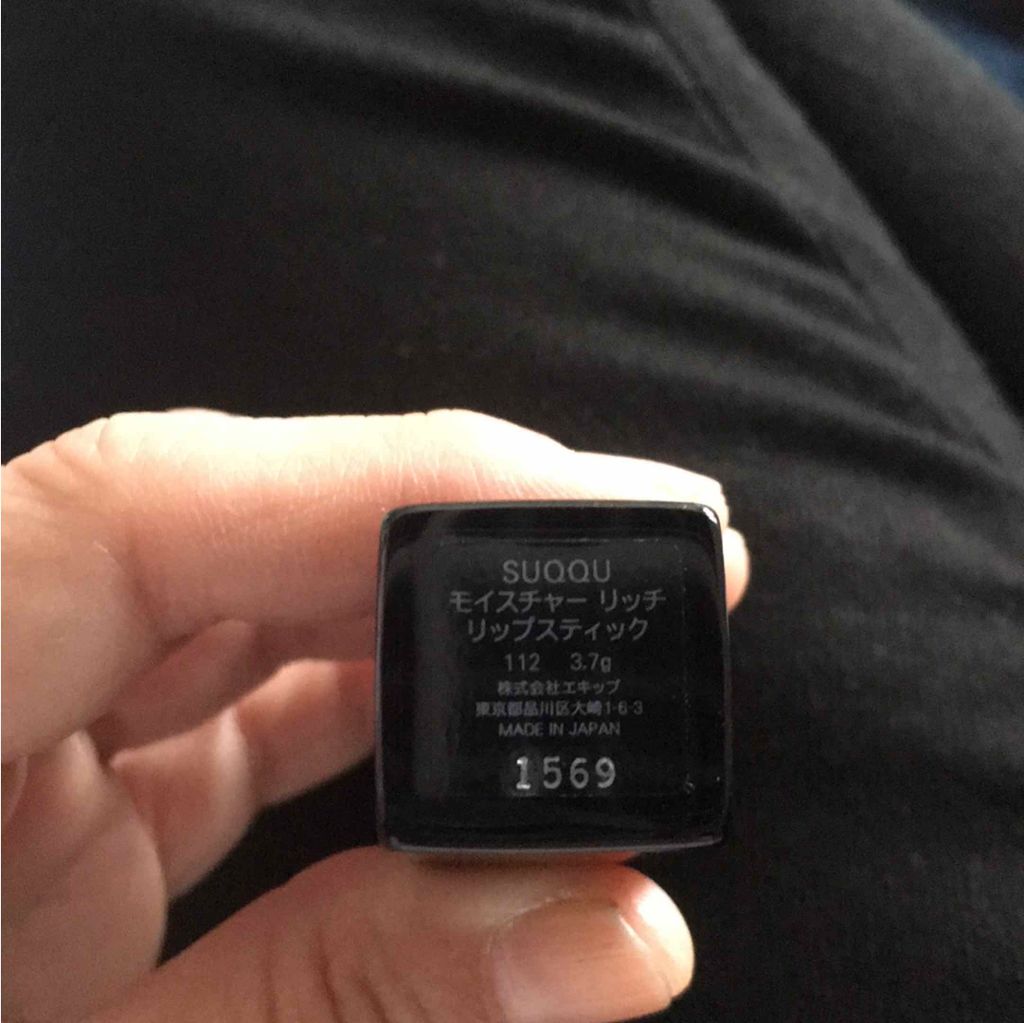 SUQQU
モイスチャー リッチ
リップスティック
112 3.7g
株式会社エキップ
東京都品川区大崎1-6-3
MADE IN JAPAN
1569